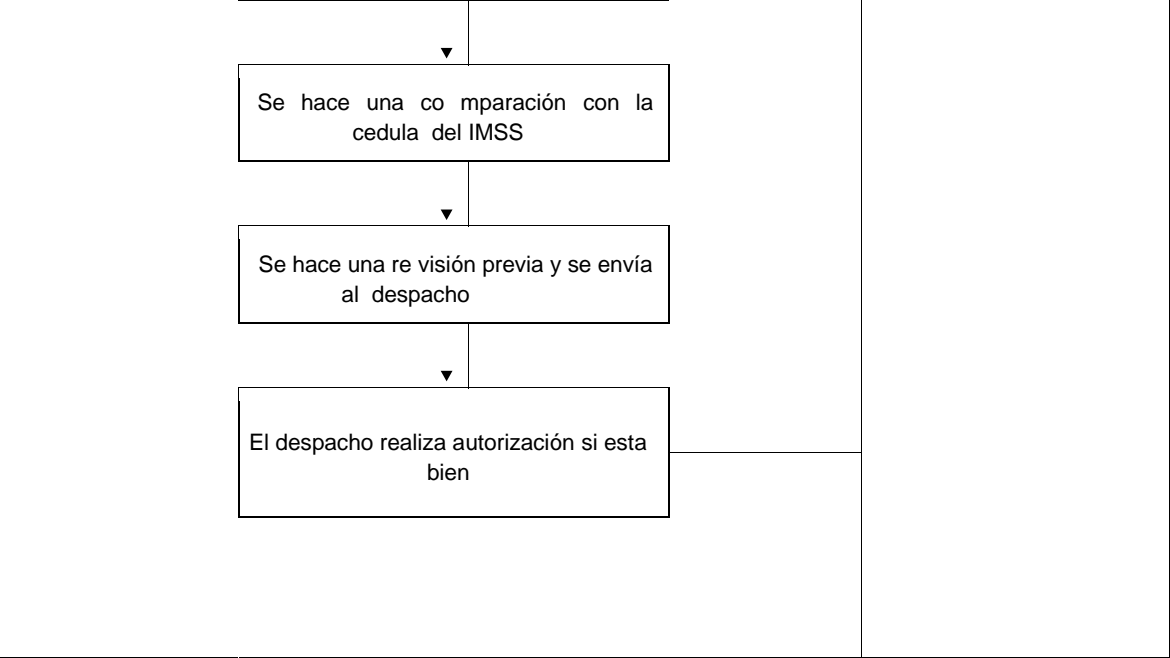 Se hace una co mparación con la
cedula del IMSS
Se hace una re visión previa y se envía
al despacho
El despacho realiza autorización si esta
bien